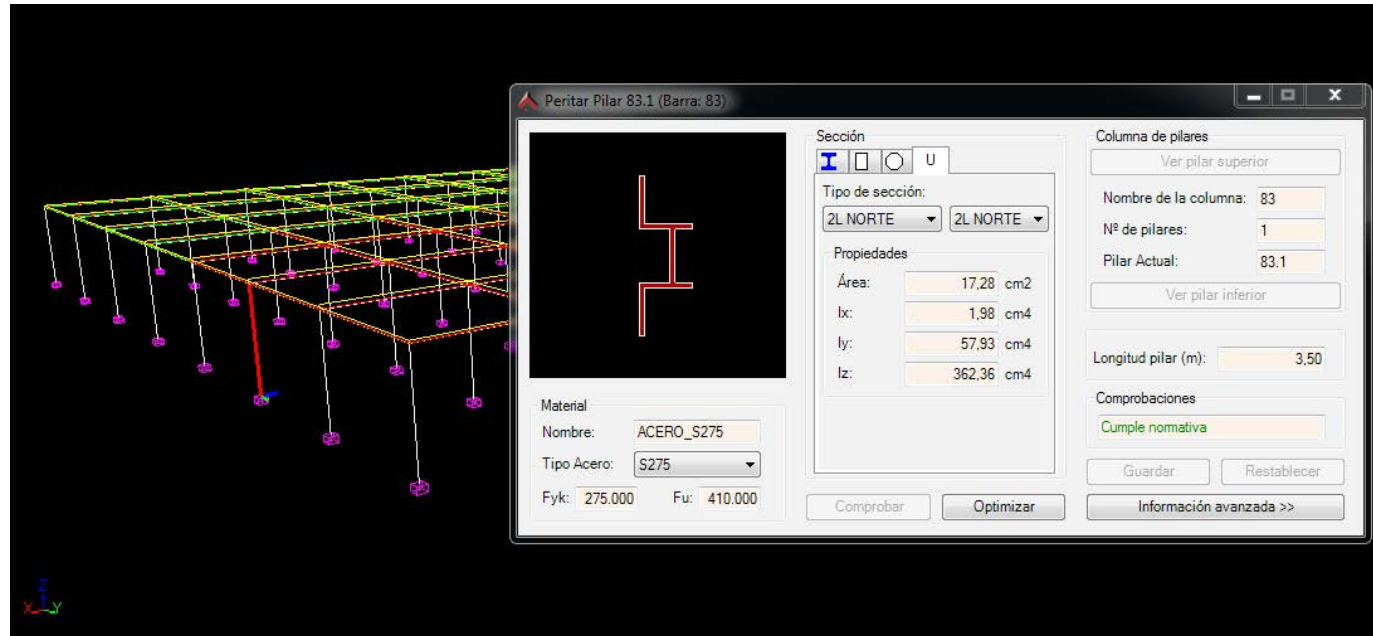 Peritar Pilar 83.1 (Barra: 83)
Sección
U
Tipo de sección:
2L NORTE 2L NORTE
Propiedades
Área: 17,28 cm2
Ix: 1,98 cm4
Iy: 57,93 cm4
Iz: 362,36 cm4
Material
Nombre: ACERO_S275
Tipo Acero: S275
Fyk: 275.000 Fu: 410.000
Comprobar Optimizar
Columna de pilares
Ver pilar superior
Nombre de la columna: 83
Nº de pilares: 1
Pilar Actual: 83.1
Ver pilar inferior
Longitud pilar (m): 3,50
Comprobaciones
Cumple normativa
Guardar Restablecer
Información avanzada >>
Z
X Y